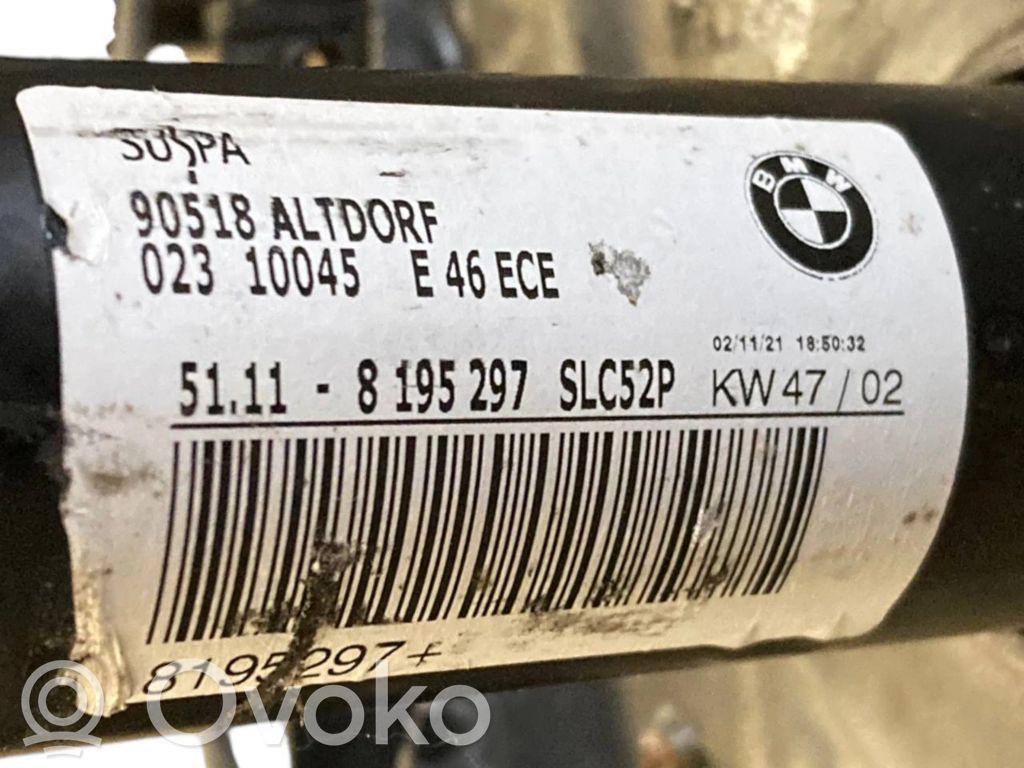 SUSPA
BMW
90518 ALTDORF
023 10045 E 46 ECE
02/11/21 18:50:32
51.11 - 8 195 297 SLC52P KW 47 / 02
8195297+
Ovoko